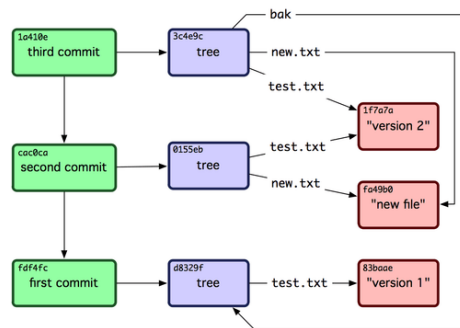 bak
1a410e
third commit
3c4e9c
tree
new.txt
test.txt
1f7a7a
"version 2"
cac0ca
second commit
0155eb
tree
test.txt
new.txt
fa49b0
"new file"
fdf4fc
first commit
d8329f
tree
test.txt
83baae
"version 1"